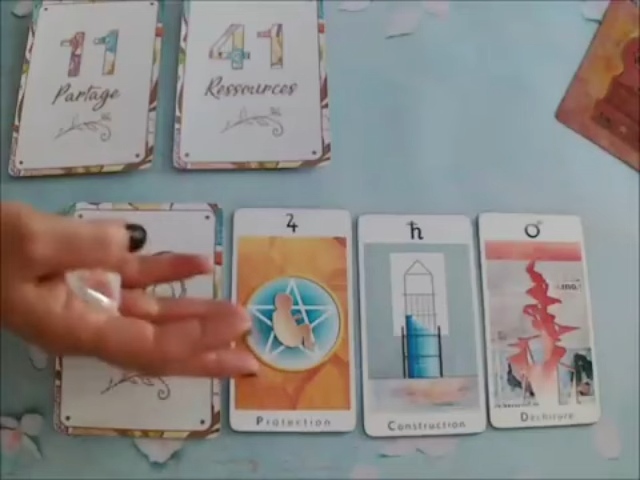 11
Partage
41
Ressources
♃
Protection
♄
Construction
♂
Déchirure